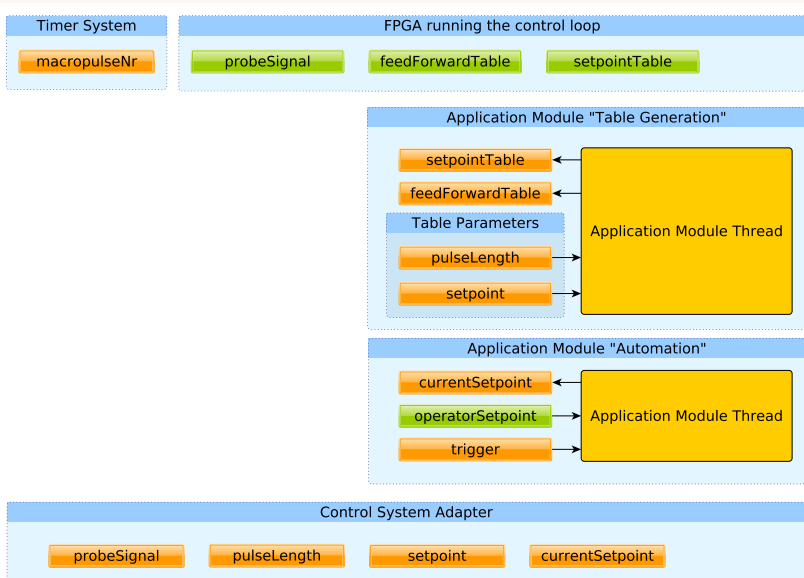 Timer System
macropulseNr
FPGA running the control loop
probeSignal
feedForwardTable
setpointTable
Application Module "Table Generation"
setpointTable
feedForwardTable
Table Parameters
pulseLength
setpoint
Application Module Thread
Application Module "Automation"
currentSetpoint
operatorSetpoint
trigger
Application Module Thread
Control System Adapter
probeSignal
pulseLength
setpoint
currentSetpoint